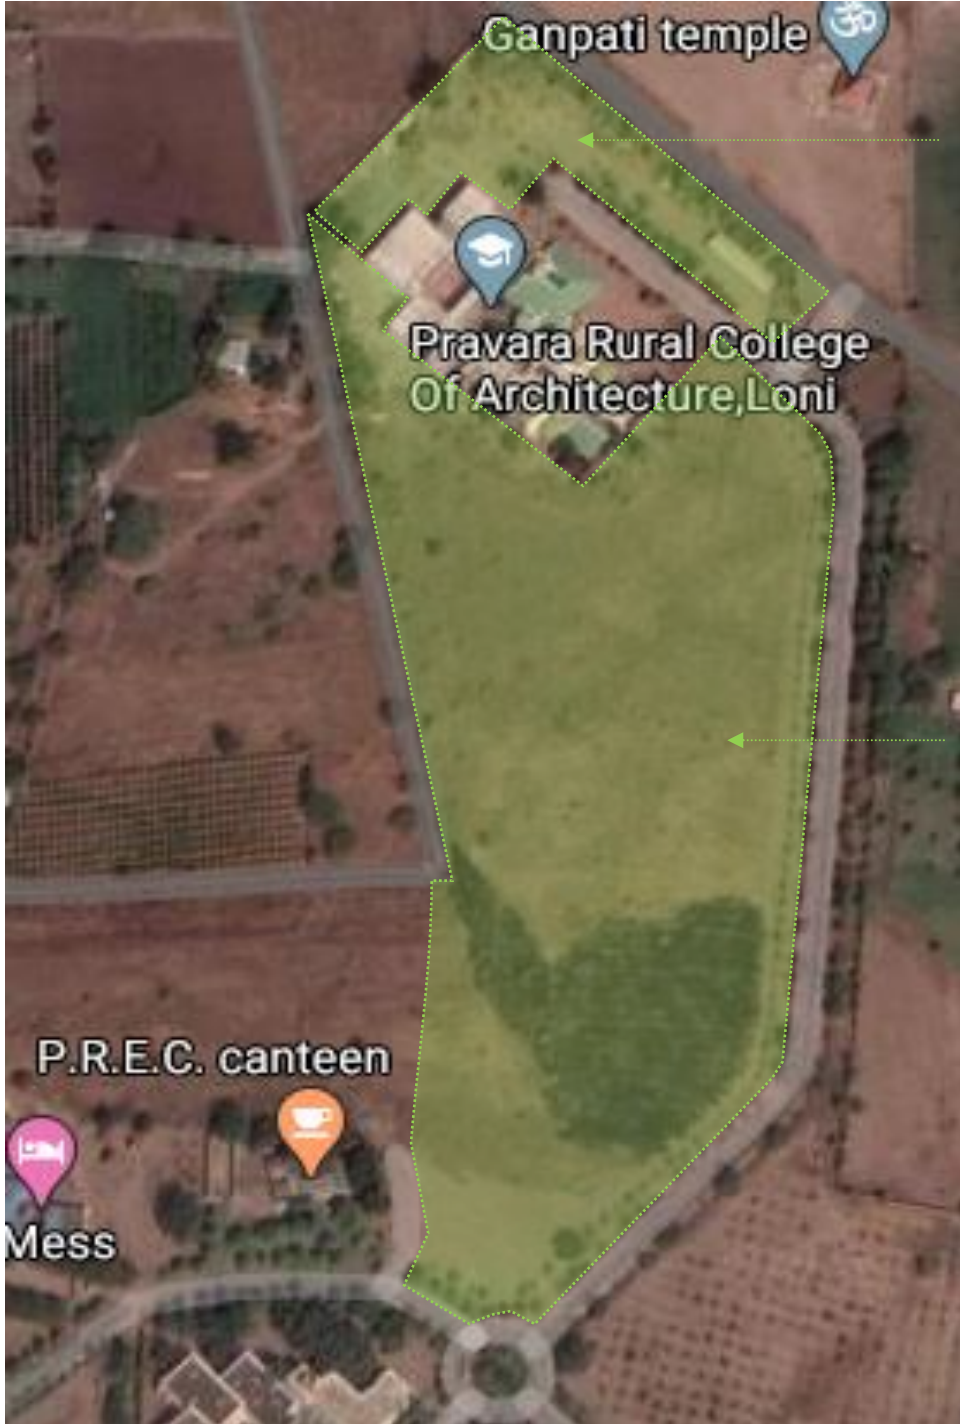 Ganpati temple
Pravara Rural College
Of Architecture,Loni
P.R.E.C. canteen
Mess